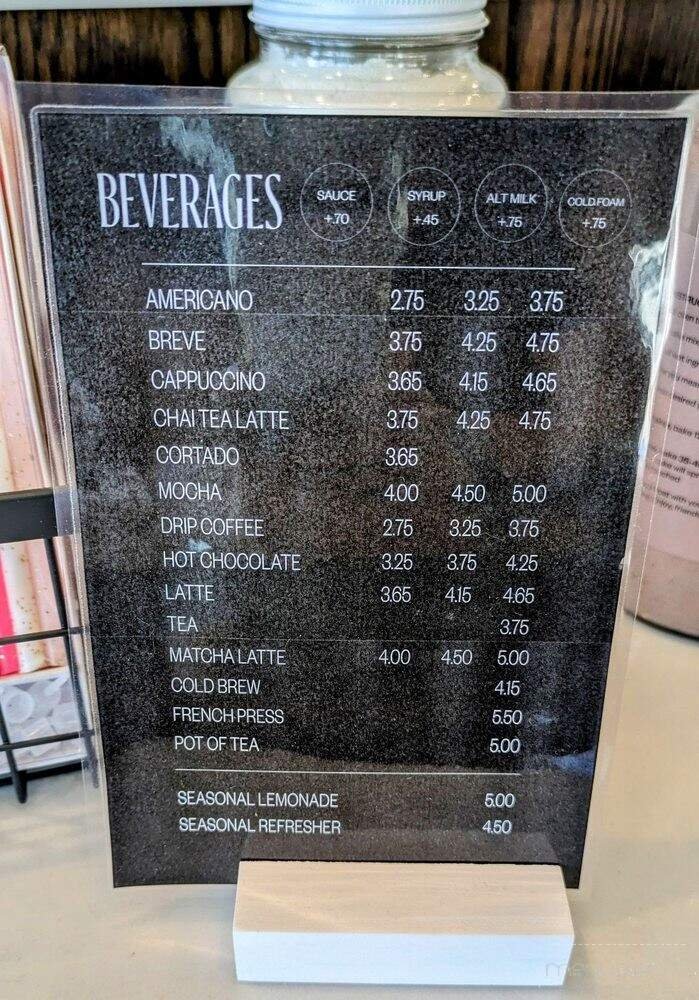 BEVERAGES
SAUCE
+.70
SYRUP
+.45
ALT MILK
+.75
COLD FOAM
+.75
AMERICANO 2.75 3.25 3.75
BREVE 3.75 4.25 4.75
CAPPUCCINO 3.65 4.15 4.65
CHAI TEA LATTE 3.75 4.25 4.75
CORTADO 3.65
MOCHA 4.00 4.50 5.00
DRIP COFFEE 2.75 3.25 3.75
HOT CHOCOLATE 3.25 3.75 4.25
LATTE 3.65 4.15 4.65
TEA 3.75
MATCHA LATTE 4.00 4.50 5.00
COLD BREW 4.15
FRENCH PRESS 5.50
POT OF TEA 5.00
SEASONAL LEMONADE 5.00
SEASONAL REFRESHER 4.50